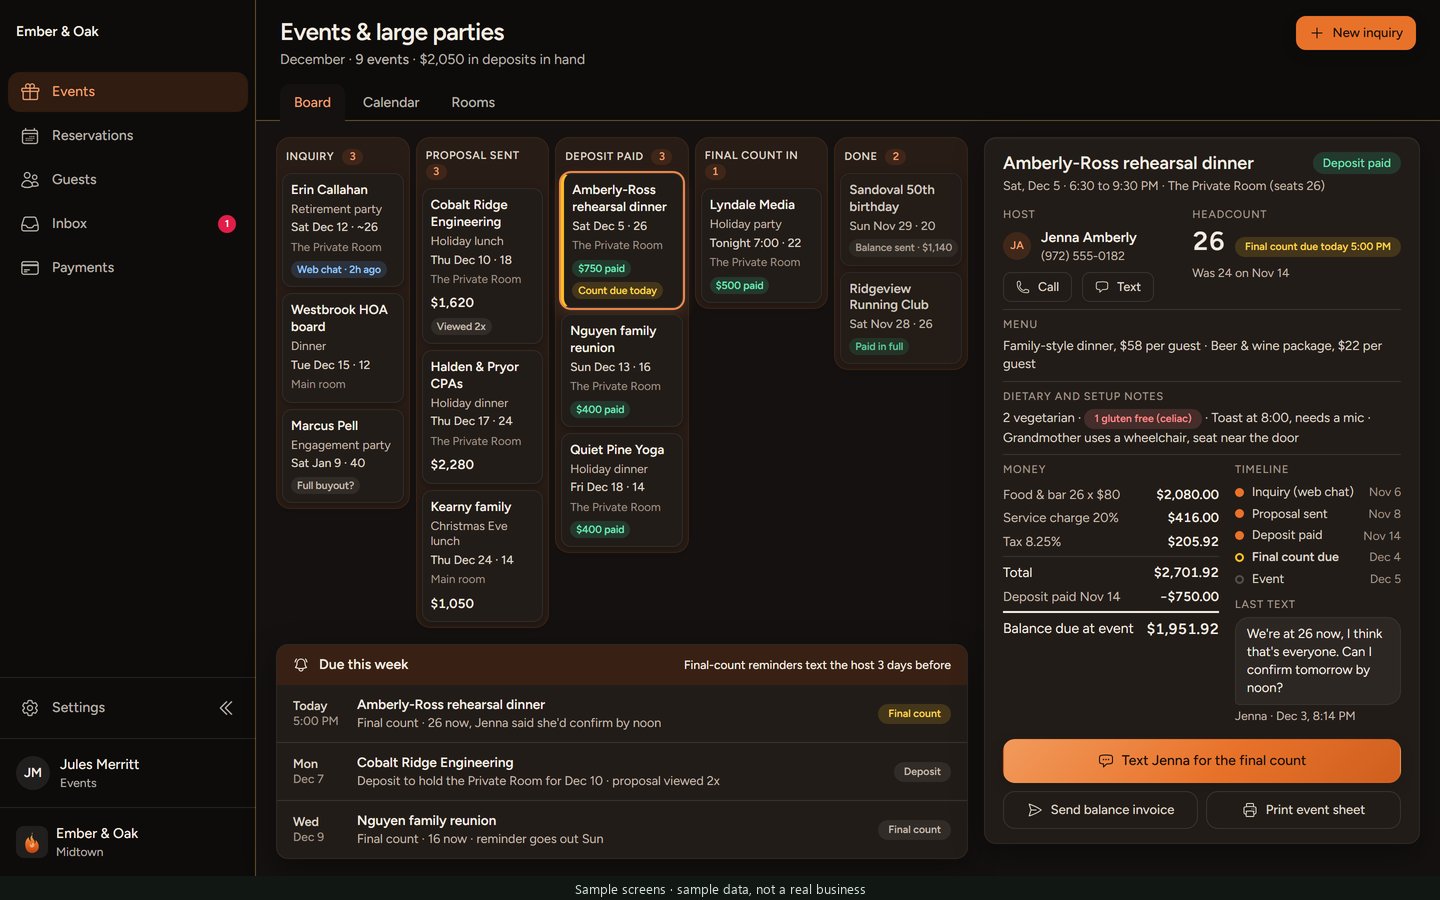 Ember & Oak
Events
Reservations
Guests
Inbox
1
Payments
Settings
JM
Jules Merritt
Events
Ember & Oak
Midtown
Events & large parties
December · 9 events · $2,050 in deposits in hand
New inquiry
Board
Calendar
Rooms
INQUIRY 3
Erin Callahan
Retirement party
Sat Dec 12 · ~26
The Private Room
Web chat · 2h ago
Westbrook HOA
board
Dinner
Tue Dec 15 · 12
Main room
Marcus Pell
Engagement party
Sat Jan 9 · 40
Full buyout?
PROPOSAL SENT
3
Cobalt Ridge
Engineering
Holiday lunch
Thu Dec 10 · 18
The Private Room
$1,620
Viewed 2x
Halden & Pryor
CPAs
Holiday dinner
Thu Dec 17 · 24
The Private Room
$2,280
Kearny family
Christmas Eve
lunch
Thu Dec 24 · 14
Main room
$1,050
DEPOSIT PAID 3
Amberly-Ross
rehearsal dinner
Sat Dec 5 · 26
The Private Room
$750 paid
Count due today
Nguyen family
reunion
Sun Dec 13 · 16
The Private Room
$400 paid
Quiet Pine Yoga
Holiday dinner
Fri Dec 18 · 14
The Private Room
$400 paid
FINAL COUNT IN
1
Lyndale Media
Holiday party
Tonight 7:00 · 22
The Private Room
$500 paid
DONE 2
Sandoval 50th
birthday
Sun Nov 29 · 20
Balance sent · $1,140
Ridgeview
Running Club
Sat Nov 28 · 26
Paid in full
Due this week
Final-count reminders text the host 3 days before
Today
5:00 PM
Amberly-Ross rehearsal dinner
Final count · 26 now, Jenna said she'd confirm by noon
Final count
Mon
Dec 7
Cobalt Ridge Engineering
Deposit to hold the Private Room for Dec 10 · proposal viewed 2x
Deposit
Wed
Dec 9
Nguyen family reunion
Final count · 16 now · reminder goes out Sun
Final count
Amberly-Ross rehearsal dinner
Deposit paid
Sat, Dec 5 · 6:30 to 9:30 PM · The Private Room (seats 26)
HOST
JA
Jenna Amberly
(972) 555-0182
Call
Text
HEADCOUNT
26
Final count due today 5:00 PM
Was 24 on Nov 14
MENU
Family-style dinner, $58 per guest · Beer & wine package, $22 per
guest
DIETARY AND SETUP NOTES
2 vegetarian · 1 gluten free (celiac) · Toast at 8:00, needs a mic ·
Grandmother uses a wheelchair, seat near the door
MONEY
Food & bar 26 x $80 $2,080.00
Service charge 20% $416.00
Tax 8.25% $205.92
Total $2,701.92
Deposit paid Nov 14 −$750.00
Balance due at event $1,951.92
TIMELINE
Inquiry (web chat) Nov 6
Proposal sent Nov 8
Deposit paid Nov 14
Final count due Dec 4
Event Dec 5
LAST TEXT
We're at 26 now, I think
that's everyone. Can I
confirm tomorrow by
noon?
Jenna · Dec 3, 8:14 PM
Text Jenna for the final count
Send balance invoice
Print event sheet
Sample screens · sample data, not a real business